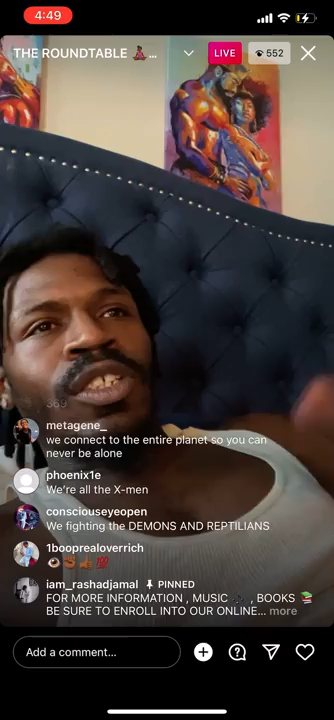 4:49
THE ROUNDTABLE 🧘🏾‍♂️...
LIVE
552
369
metagene_
we connect to the entire planet so you can
never be alone
phoenix1e
We're all the X-men
consciouseyeopen
We fighting the DEMONS AND REPTILIANS
1booprealoverrich
👁️✊🏾👍🏾💯
iam_rashadjamal PINNED
FOR MORE INFORMATION , MUSIC 🎶 , BOOKS 📚
BE SURE TO ENROLL INTO OUR ONLINE... more
Add a comment...